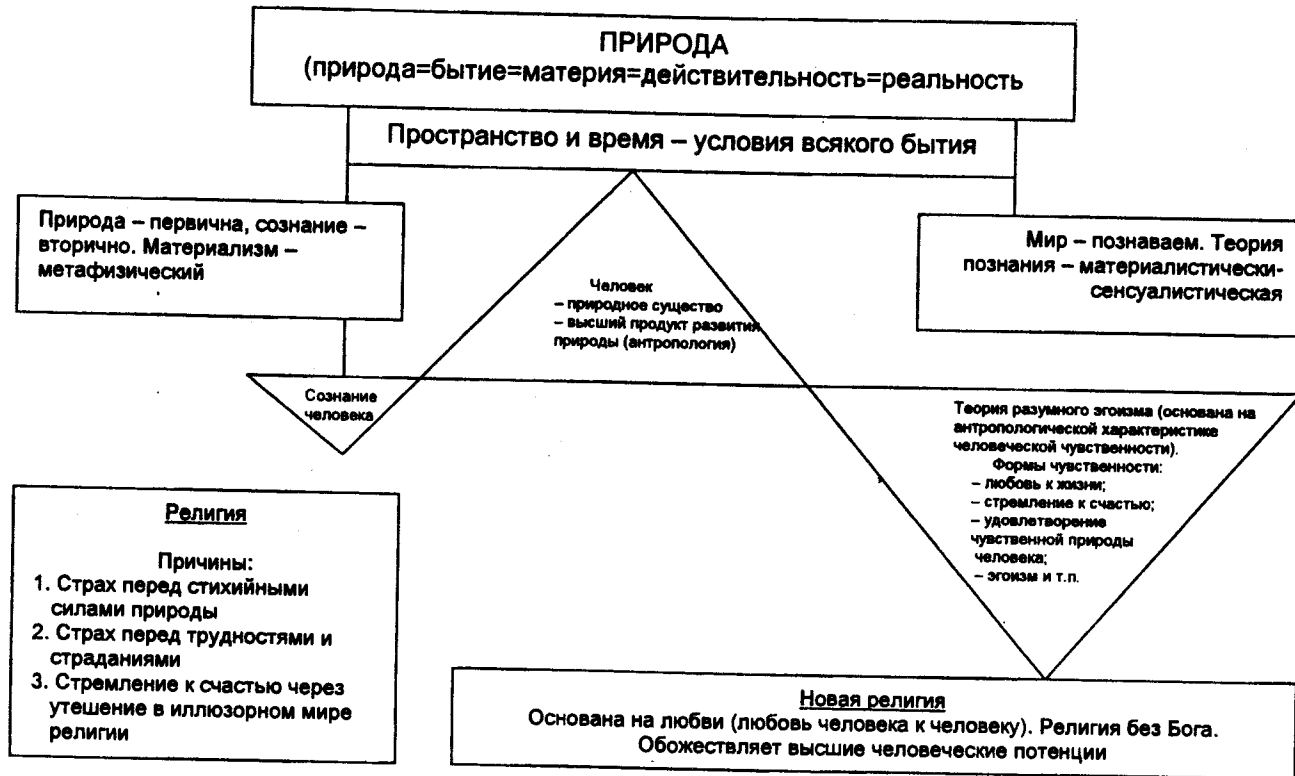 ПРИРОДА
(природа=бытие=материя=действительность=реальность
Пространство и время – условия всякого бытия
Природа – первична, сознание –
вторично. Материализм –
метафизический
Мир – познаваем. Теория
познания – материалистически-
сенсуалистическая
Человек
– природное существо
– высший продукт развития
природы (антропология)
Сознание
человека
Теория разумного эгоизма (основана на
антропологической характеристике
человеческой чувственности).
Формы чувственности:
– любовь к жизни;
– стремление к счастью;
– удовлетворение
чувственной природы
человека;
– эгоизм и т.п.
Религия
Причины:
1. Страх перед стихийными
силами природы
2. Страх перед трудностями и
страданиями
3. Стремление к счастью через
утешение в иллюзорном мире
религии
Новая религия
Основана на любви (любовь человека к человеку). Религия без Бога.
Обожествляет высшие человеческие потенции